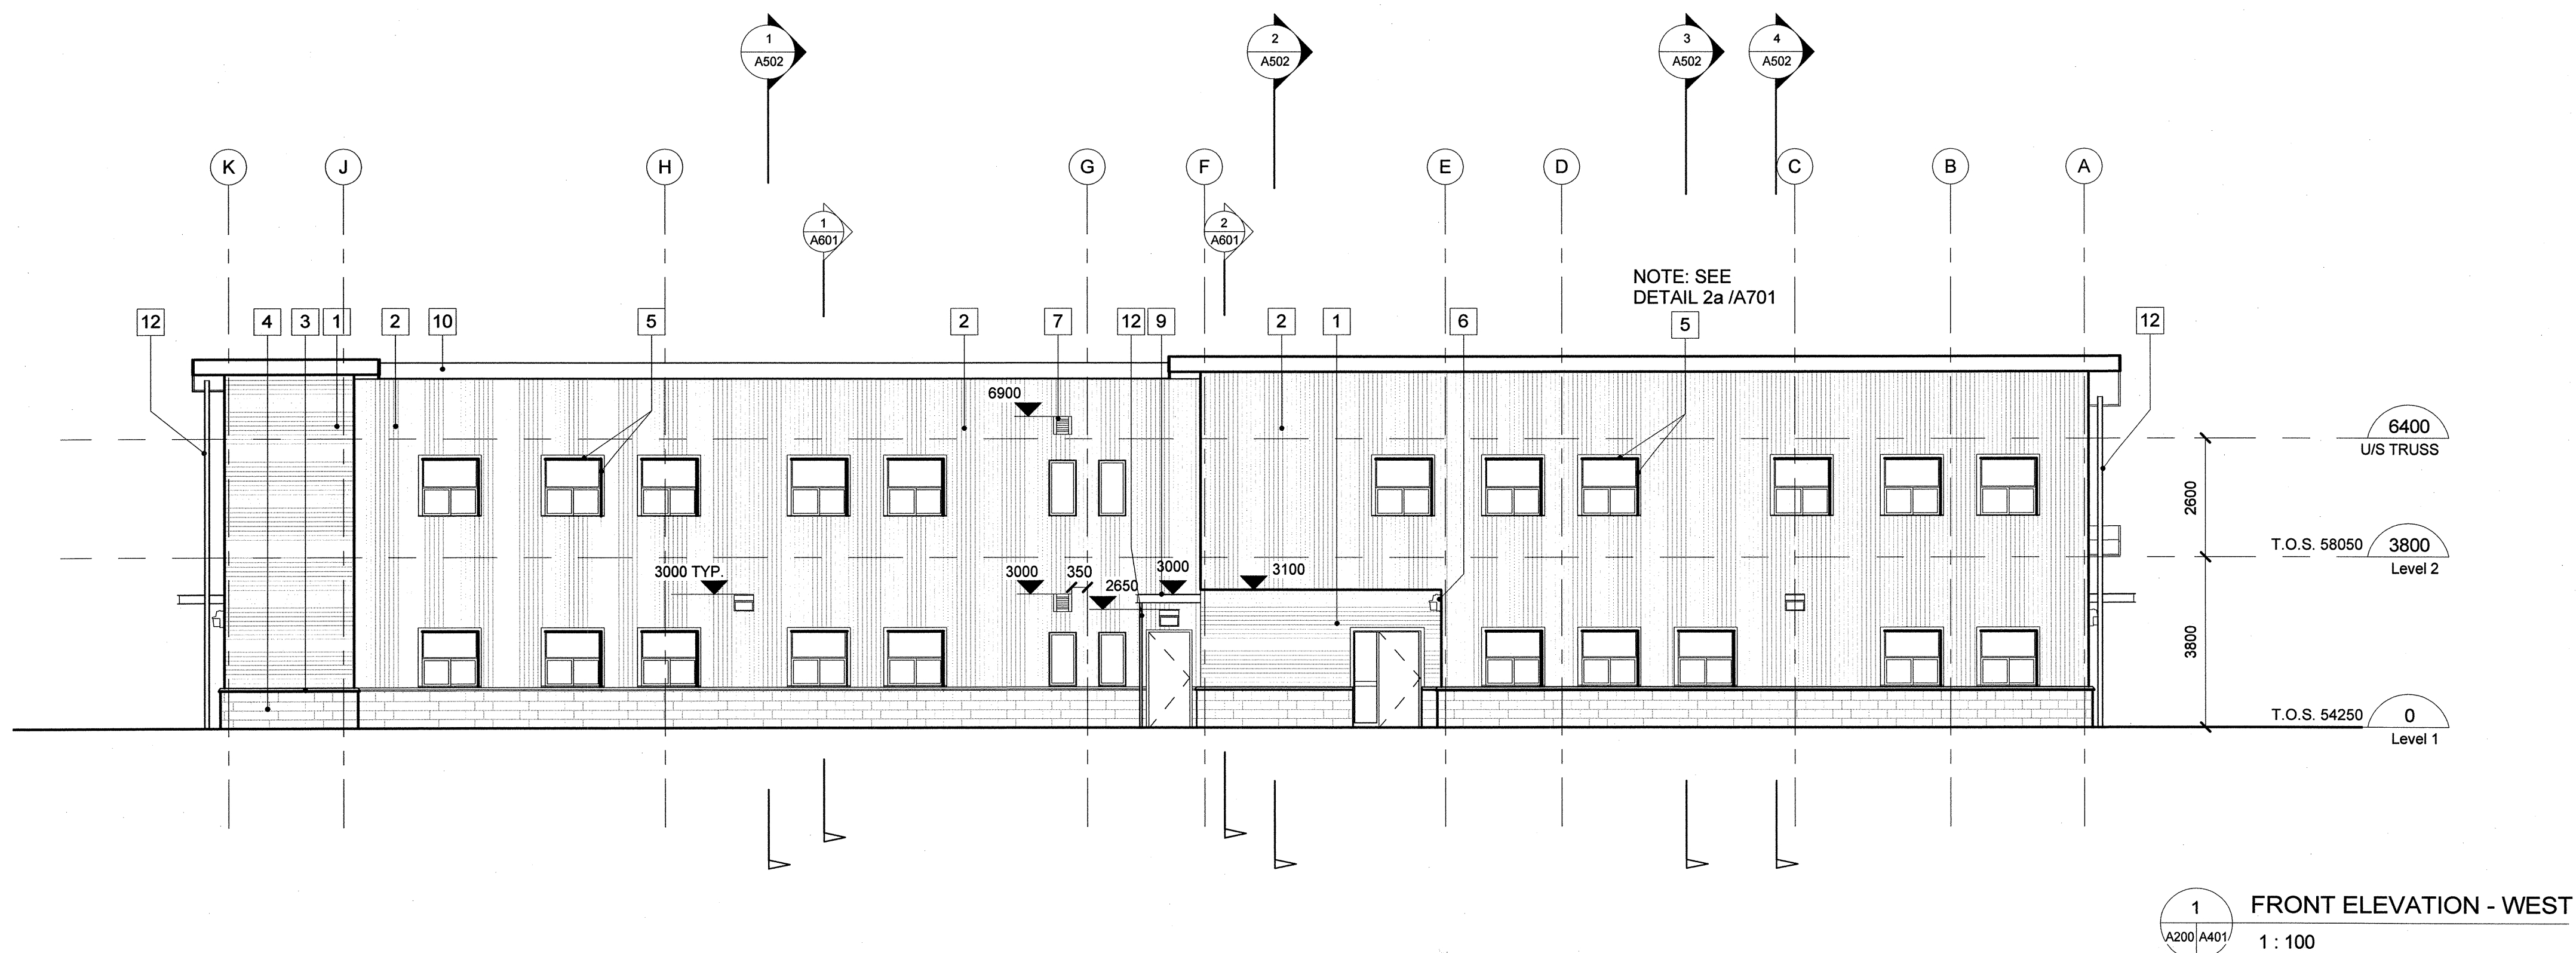 1
A502
2
A502
3
A502
4
A502
K
J
H
G
F
E
D
C
B
A
1
A601
2
A601
NOTE: SEE
DETAIL 2a /A701
12
4
3
1
2
10
5
2
7
12
9
2
1
6
5
12
6900
6400
U/S TRUSS
2600
T.O.S. 58050
3800
Level 2
3000 TYP.
3000
350
2650
3000
3100
3800
T.O.S. 54250
0
Level 1
1
A200 A401
FRONT ELEVATION - WEST
1 : 100